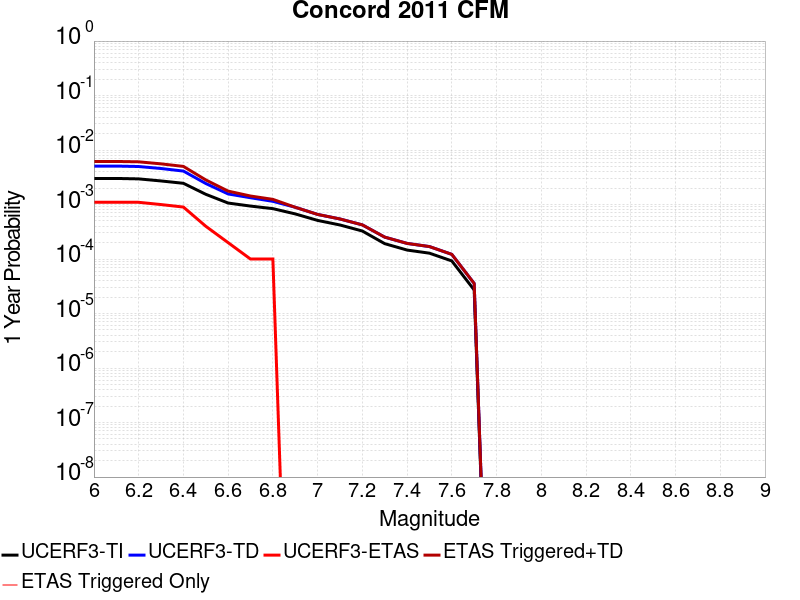 Concord 2011 CFM
10^0
10^-1
10^-2
10^-3
10^-4
10^-5
10^-6
10^-7
10^-8
1 Year Probability
6 6.2 6.4 6.6 6.8 7 7.2 7.4 7.6 7.8 8 8.2 8.4 8.6 8.8 9
Magnitude
UCERF3-TI UCERF3-TD UCERF3-ETAS ETAS Triggered+TD
ETAS Triggered Only